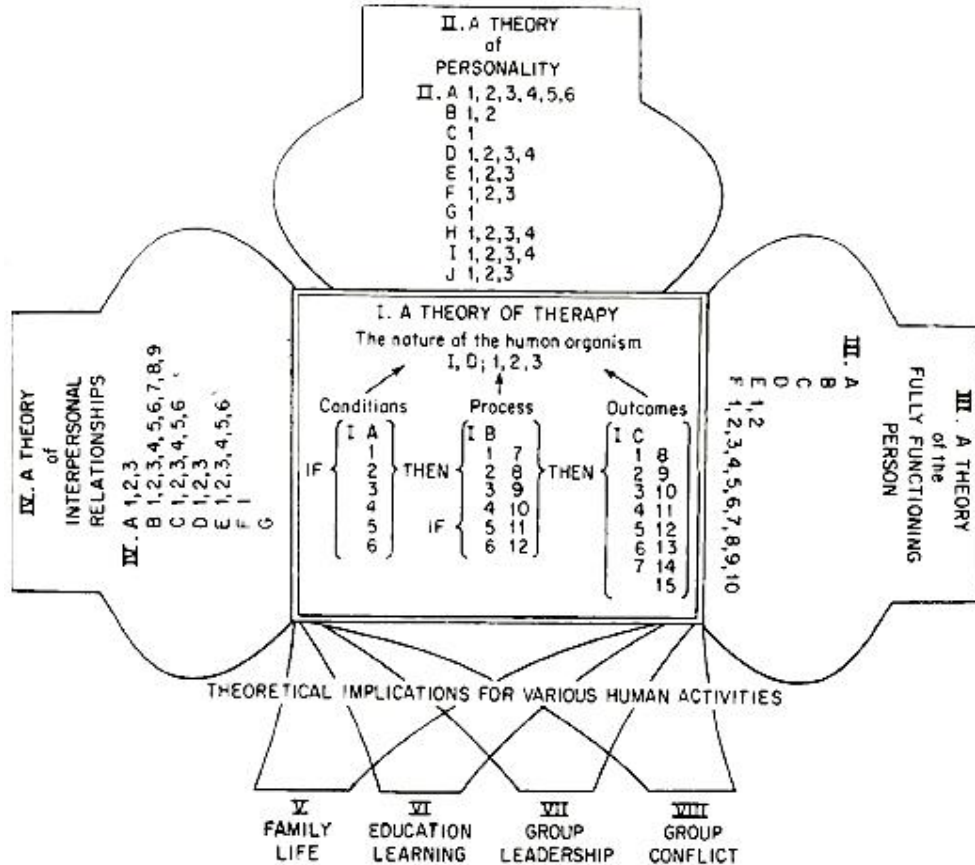 II. A THEORY
of
PERSONALITY
II. A 1, 2, 3, 4, 5, 6
B 1, 2
C 1
D 1, 2, 3, 4
E 1, 2, 3
F 1, 2, 3
G 1
H 1, 2, 3, 4
I 1, 2, 3, 4
J 1, 2, 3
IV. A THEORY
of
INTERPERSONAL
RELATIONSHIPS
IV. A 1, 2, 3
B 1, 2, 3, 4, 5, 6, 7, 8, 9
C 1, 2, 3, 4, 5, 6
D 1, 2, 3
E 1, 2, 3, 4, 5, 6
F 1
G
I. A THEORY OF THERAPY
The nature of the human organism
I, D; 1, 2, 3
Conditions Process Outcomes
I A I B I C
1 1 7 1 8
IF 2 THEN 2 8 THEN 2 9
3 3 9 3 10
4 4 10 4 11
5 IF 5 11 5 12
6 6 12 6 13
7 14
15
III. A THEORY
of the
FULLY FUNCTIONING
PERSON
III. A
B
C
D
E 1, 2
F 1, 2, 3, 4, 5, 6, 7, 8, 9, 10
THEORETICAL IMPLICATIONS FOR VARIOUS HUMAN ACTIVITIES
V VI VII VIII
FAMILY EDUCATION GROUP GROUP
LIFE LEARNING LEADERSHIP CONFLICT